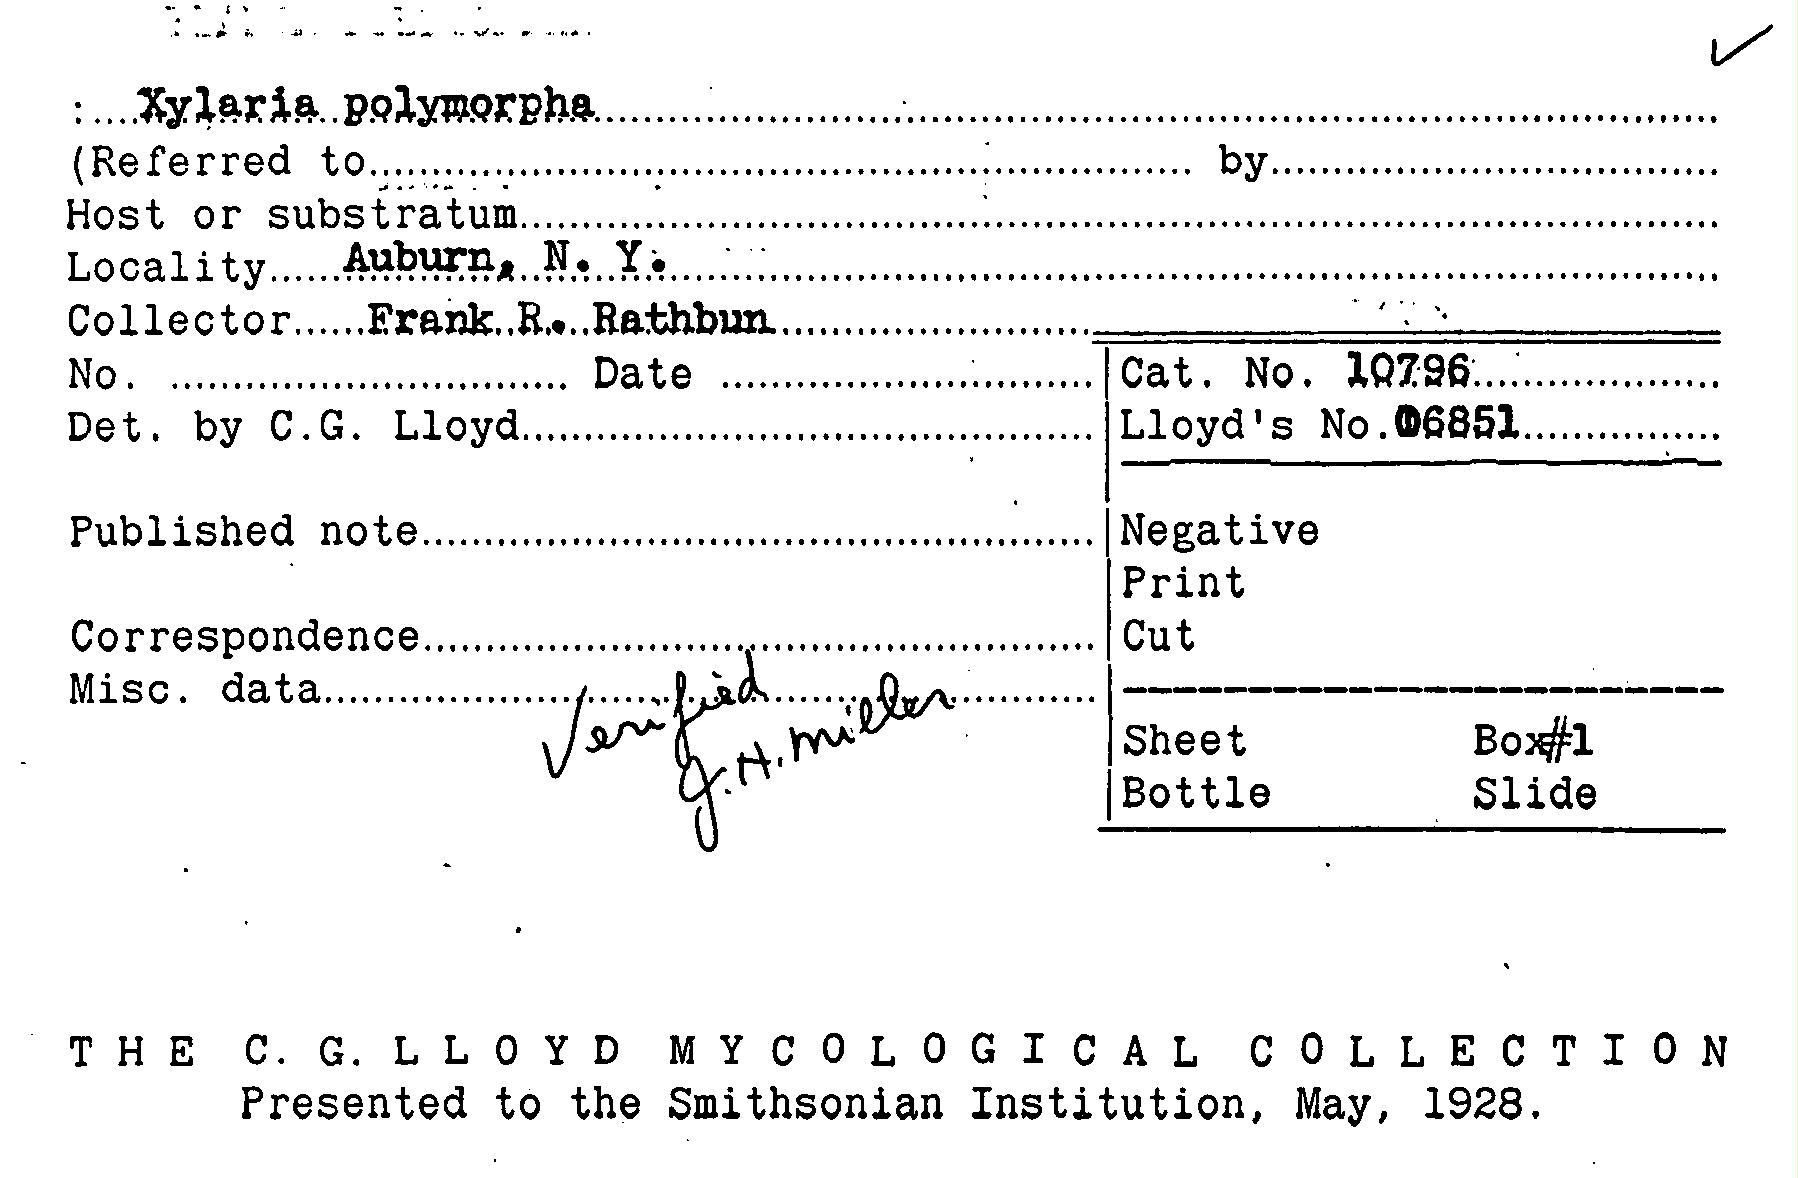 : Xylaria polymorpha
(Referred to by
Host or substratum
Locality Auburn, N. Y.
Collector Frank R. Rathbun
No. Date
Cat. No. 10796
Det. by C.G. Lloyd
Lloyd's No. 06851
Published note
Negative
Print
Correspondence
Cut
Misc. data
Verified
J. H. Miller
Sheet Box#1
Bottle Slide
THE C. G. LLOYD MYCOLOGICAL COLLECTION
Presented to the Smithsonian Institution, May, 1928.